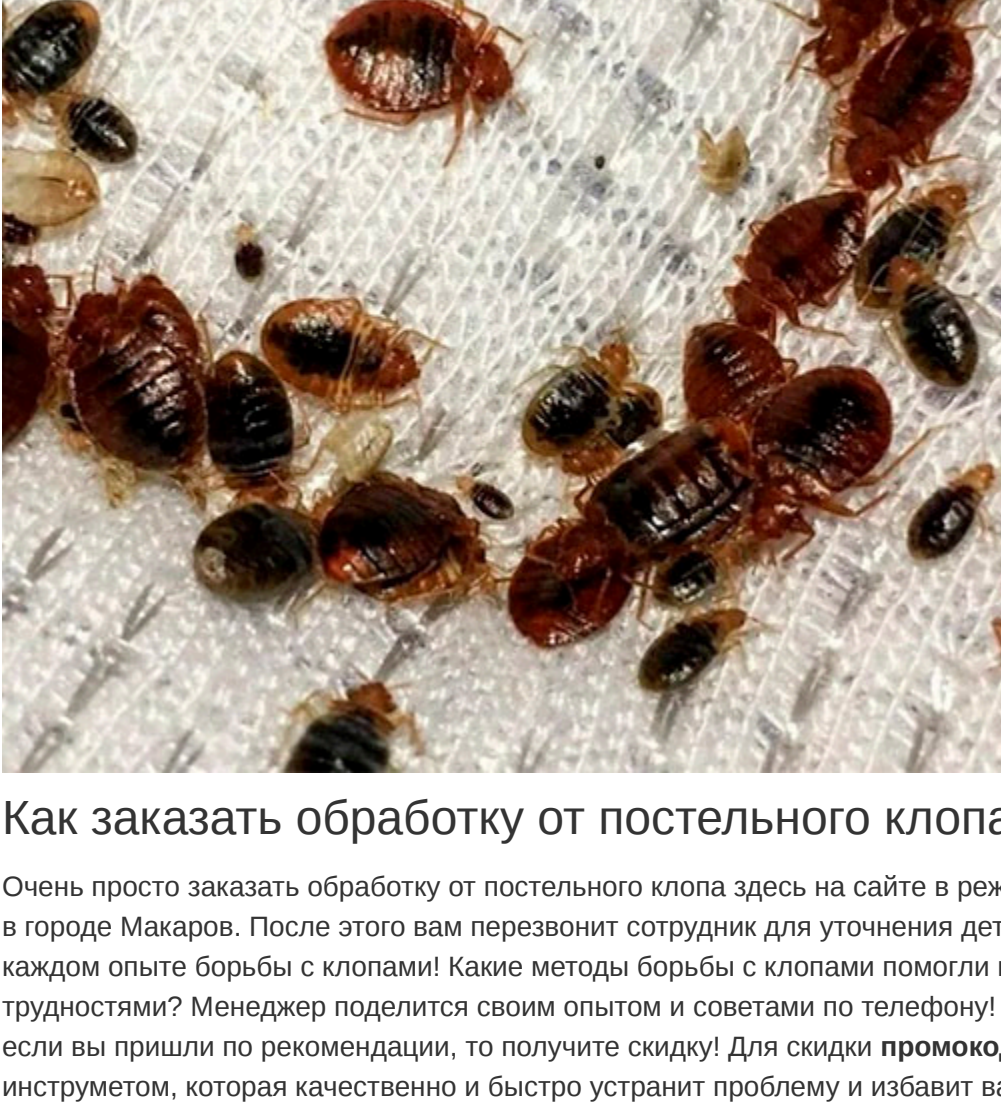 Как заказать обработку от постельного клопа
Очень просто заказать обработку от постельного клопа здесь на сайте в
в городе Макаров. После этого вам перезвонит сотрудник для уточнения
каждом опыте борьбы с клопами! Какие методы борьбы с клопами помогли
трудностями? Менеджер поделится своим опытом и советами по телефону!
если вы пришли по рекомендации, то получите скидку! Для скидки
инструметом, которая качественно и быстро устранит проблему и избавит